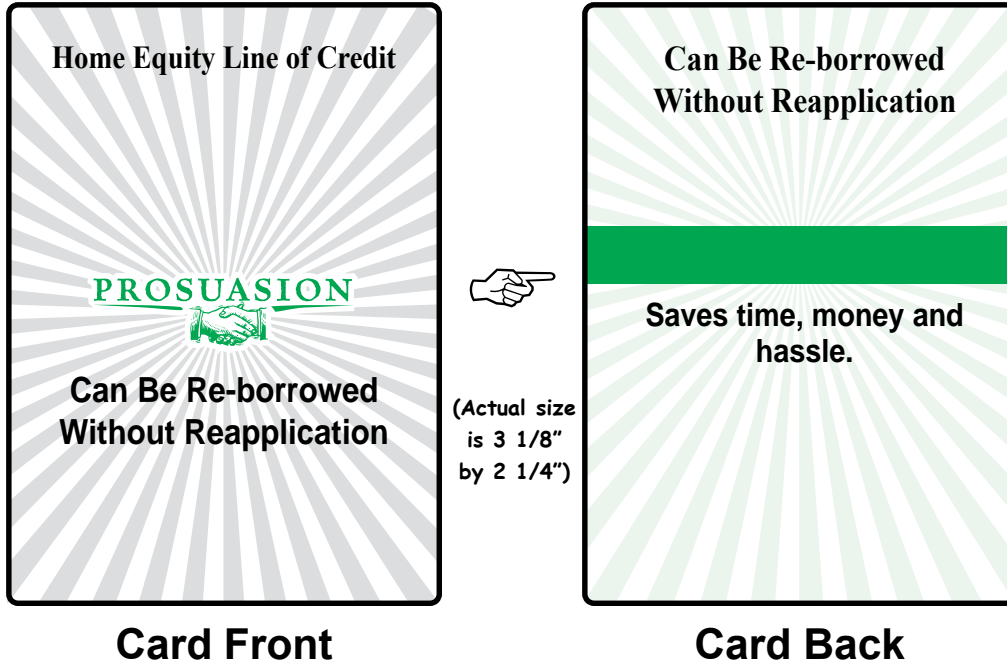 Home Equity Line of Credit
PROSUASION
Can Be Re-borrowed
Without Reapplication
Card Front
(Actual size
is 3 1/8”
by 2 1/4”)
Can Be Re-borrowed
Without Reapplication
Saves time, money and
hassle.
Card Back